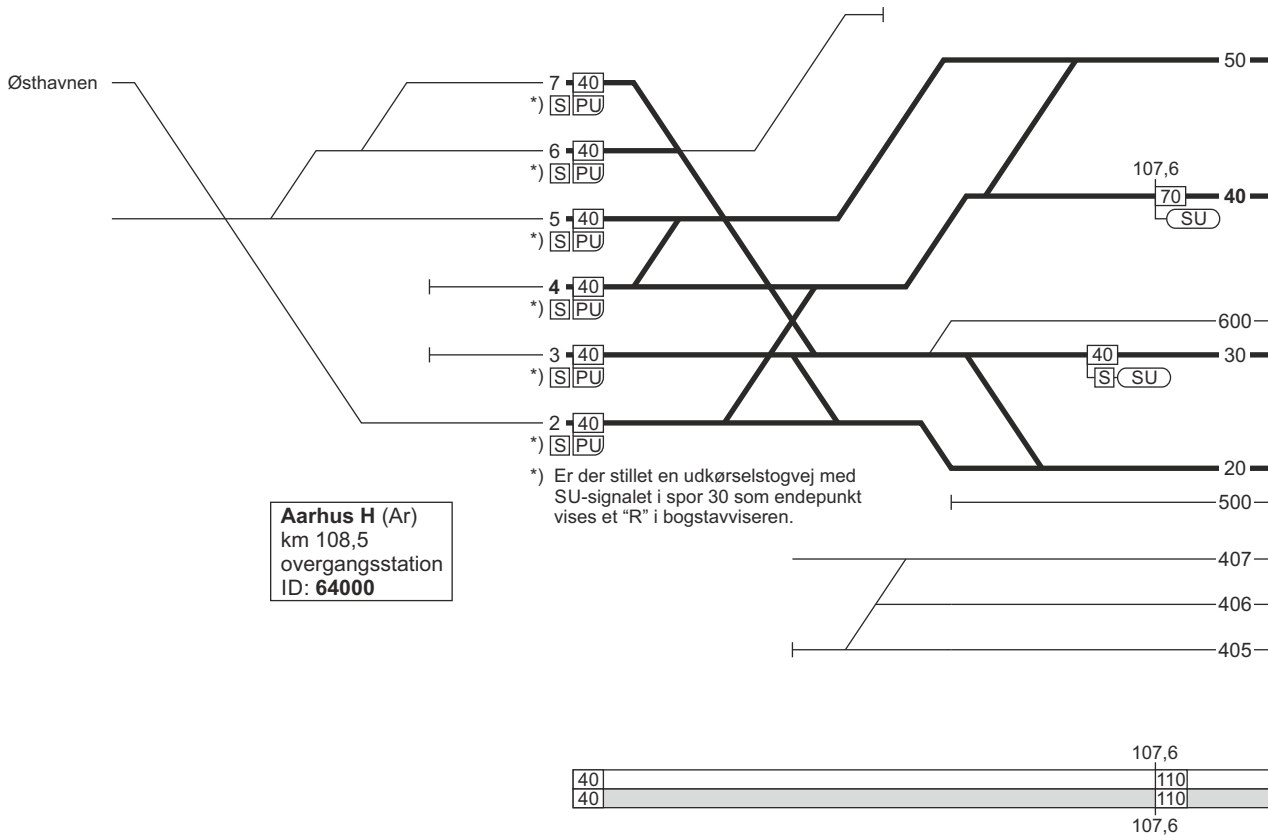 50
Østhavnen
7 40
*) S PU
6 40
*) S PU
107,6
70 40
SU
5 40
*) S PU
4 40
*) S PU
600
3 40
*) S PU
40 30
S SU
2 40
*) S PU
20
*) Er der stillet en udkørselstogvej med
SU-signalet i spor 30 som endepunkt
vises et “R” i bogstavviseren.
500
Aarhus H (Ar)
km 108,5
overgangsstation
ID: 64000
407
406
405
107,6
40 110
40 110
107,6